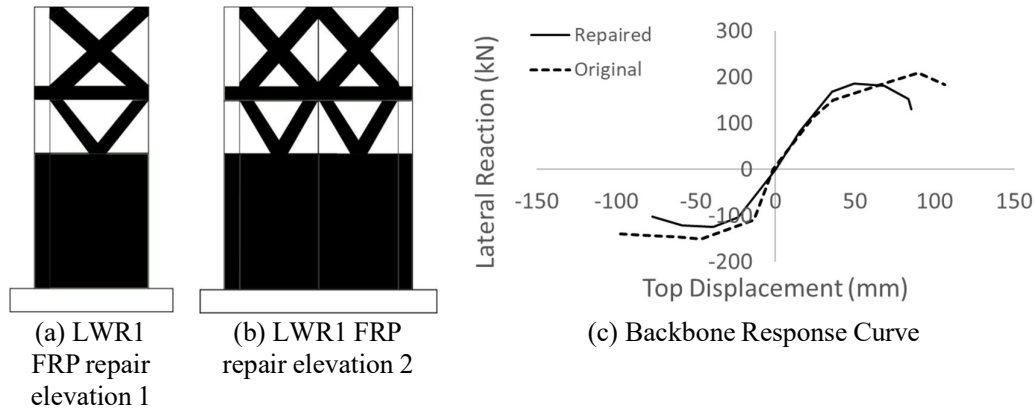 300
Repaired
200
Original
100
0
-150
-100
-50
0
50
100
150
-100
-200
Lateral Reaction (kN)
Top Displacement (mm)
(a) LWR1
FRP repair
elevation 1
(b) LWR1 FRP
repair elevation 2
(c) Backbone Response Curve